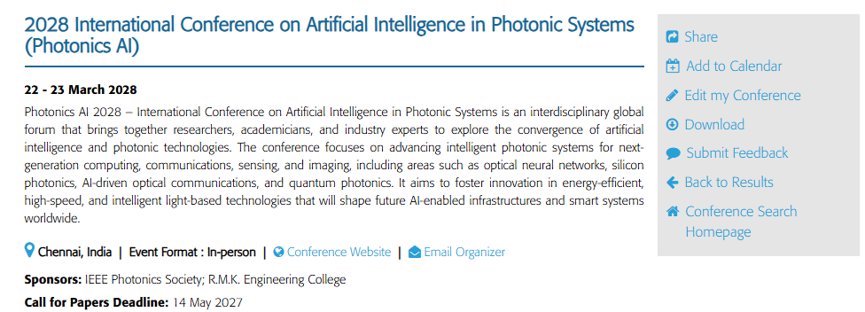 2028 International Conference on Artificial Intelligence in Photonic Systems
(Photonics AI)
22 - 23 March 2028
Photonics AI 2028 – International Conference on Artificial Intelligence in Photonic Systems is an interdisciplinary global
forum that brings together researchers, academicians, and industry experts to explore the convergence of artificial
intelligence and photonic technologies. The conference focuses on advancing intelligent photonic systems for next-
generation computing, communications, sensing, and imaging, including areas such as optical neural networks, silicon
photonics, AI-driven optical communications, and quantum photonics. It aims to foster innovation in energy-efficient,
high-speed, and intelligent light-based technologies that will shape future AI-enabled infrastructures and smart systems
worldwide.
Chennai, India | Event Format : In-person | Conference Website | Email Organizer
Sponsors: IEEE Photonics Society; R.M.K. Engineering College
Call for Papers Deadline: 14 May 2027
Share
Add to Calendar
Edit my Conference
Download
Submit Feedback
Back to Results
Conference Search
Homepage